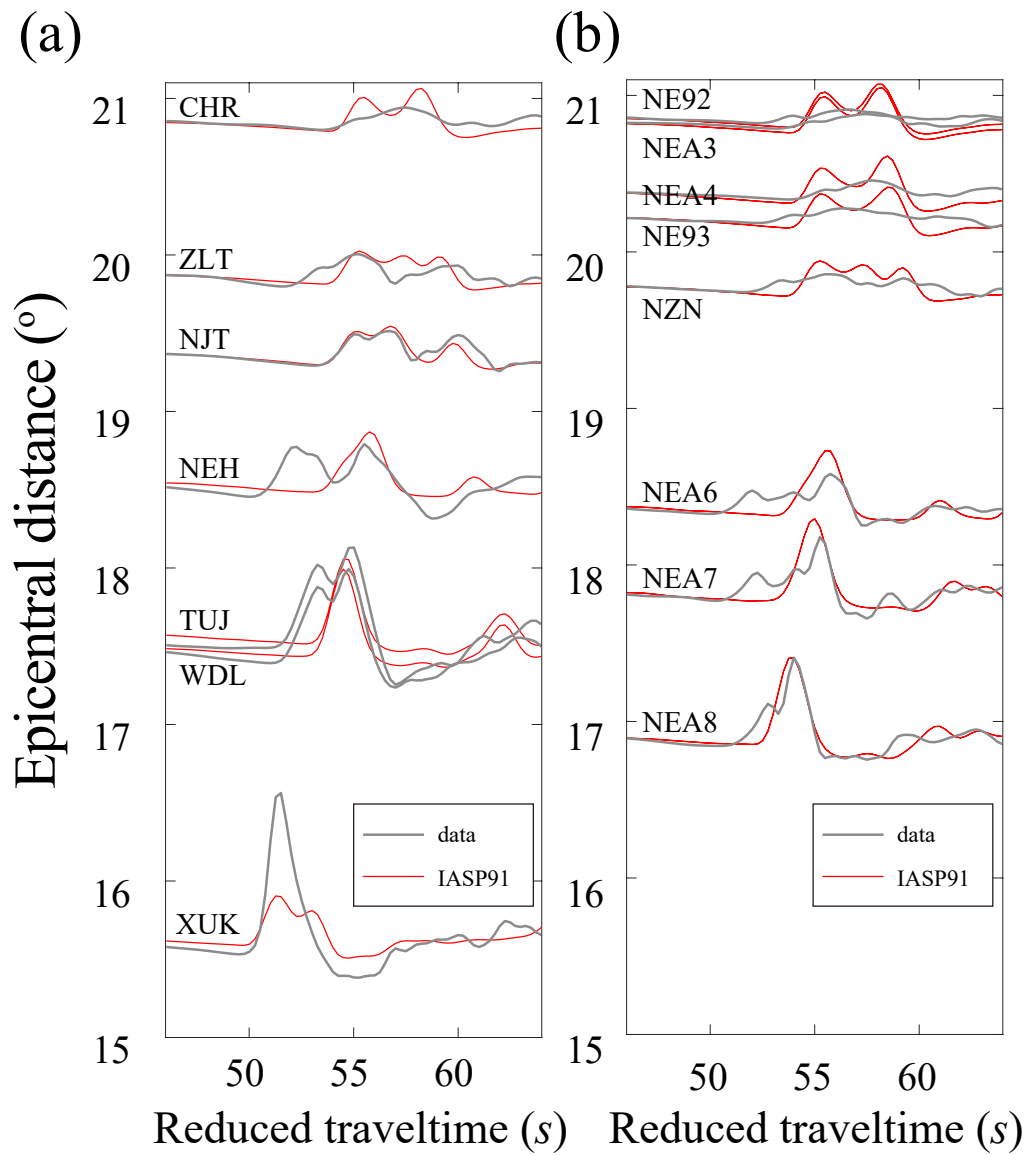 (a)
(b)
Epicentral distance (º)
21
20
19
18
17
16
15
CHR
ZLT
NJT
NEH
TUJ
WDL
XUK
data
IASP91
50 55 60
Reduced traveltime (s)
21
20
19
18
17
16
15
NE92
NEA3
NEA4
NE93
NZN
NEA6
NEA7
NEA8
data
IASP91
50 55 60
Reduced traveltime (s)